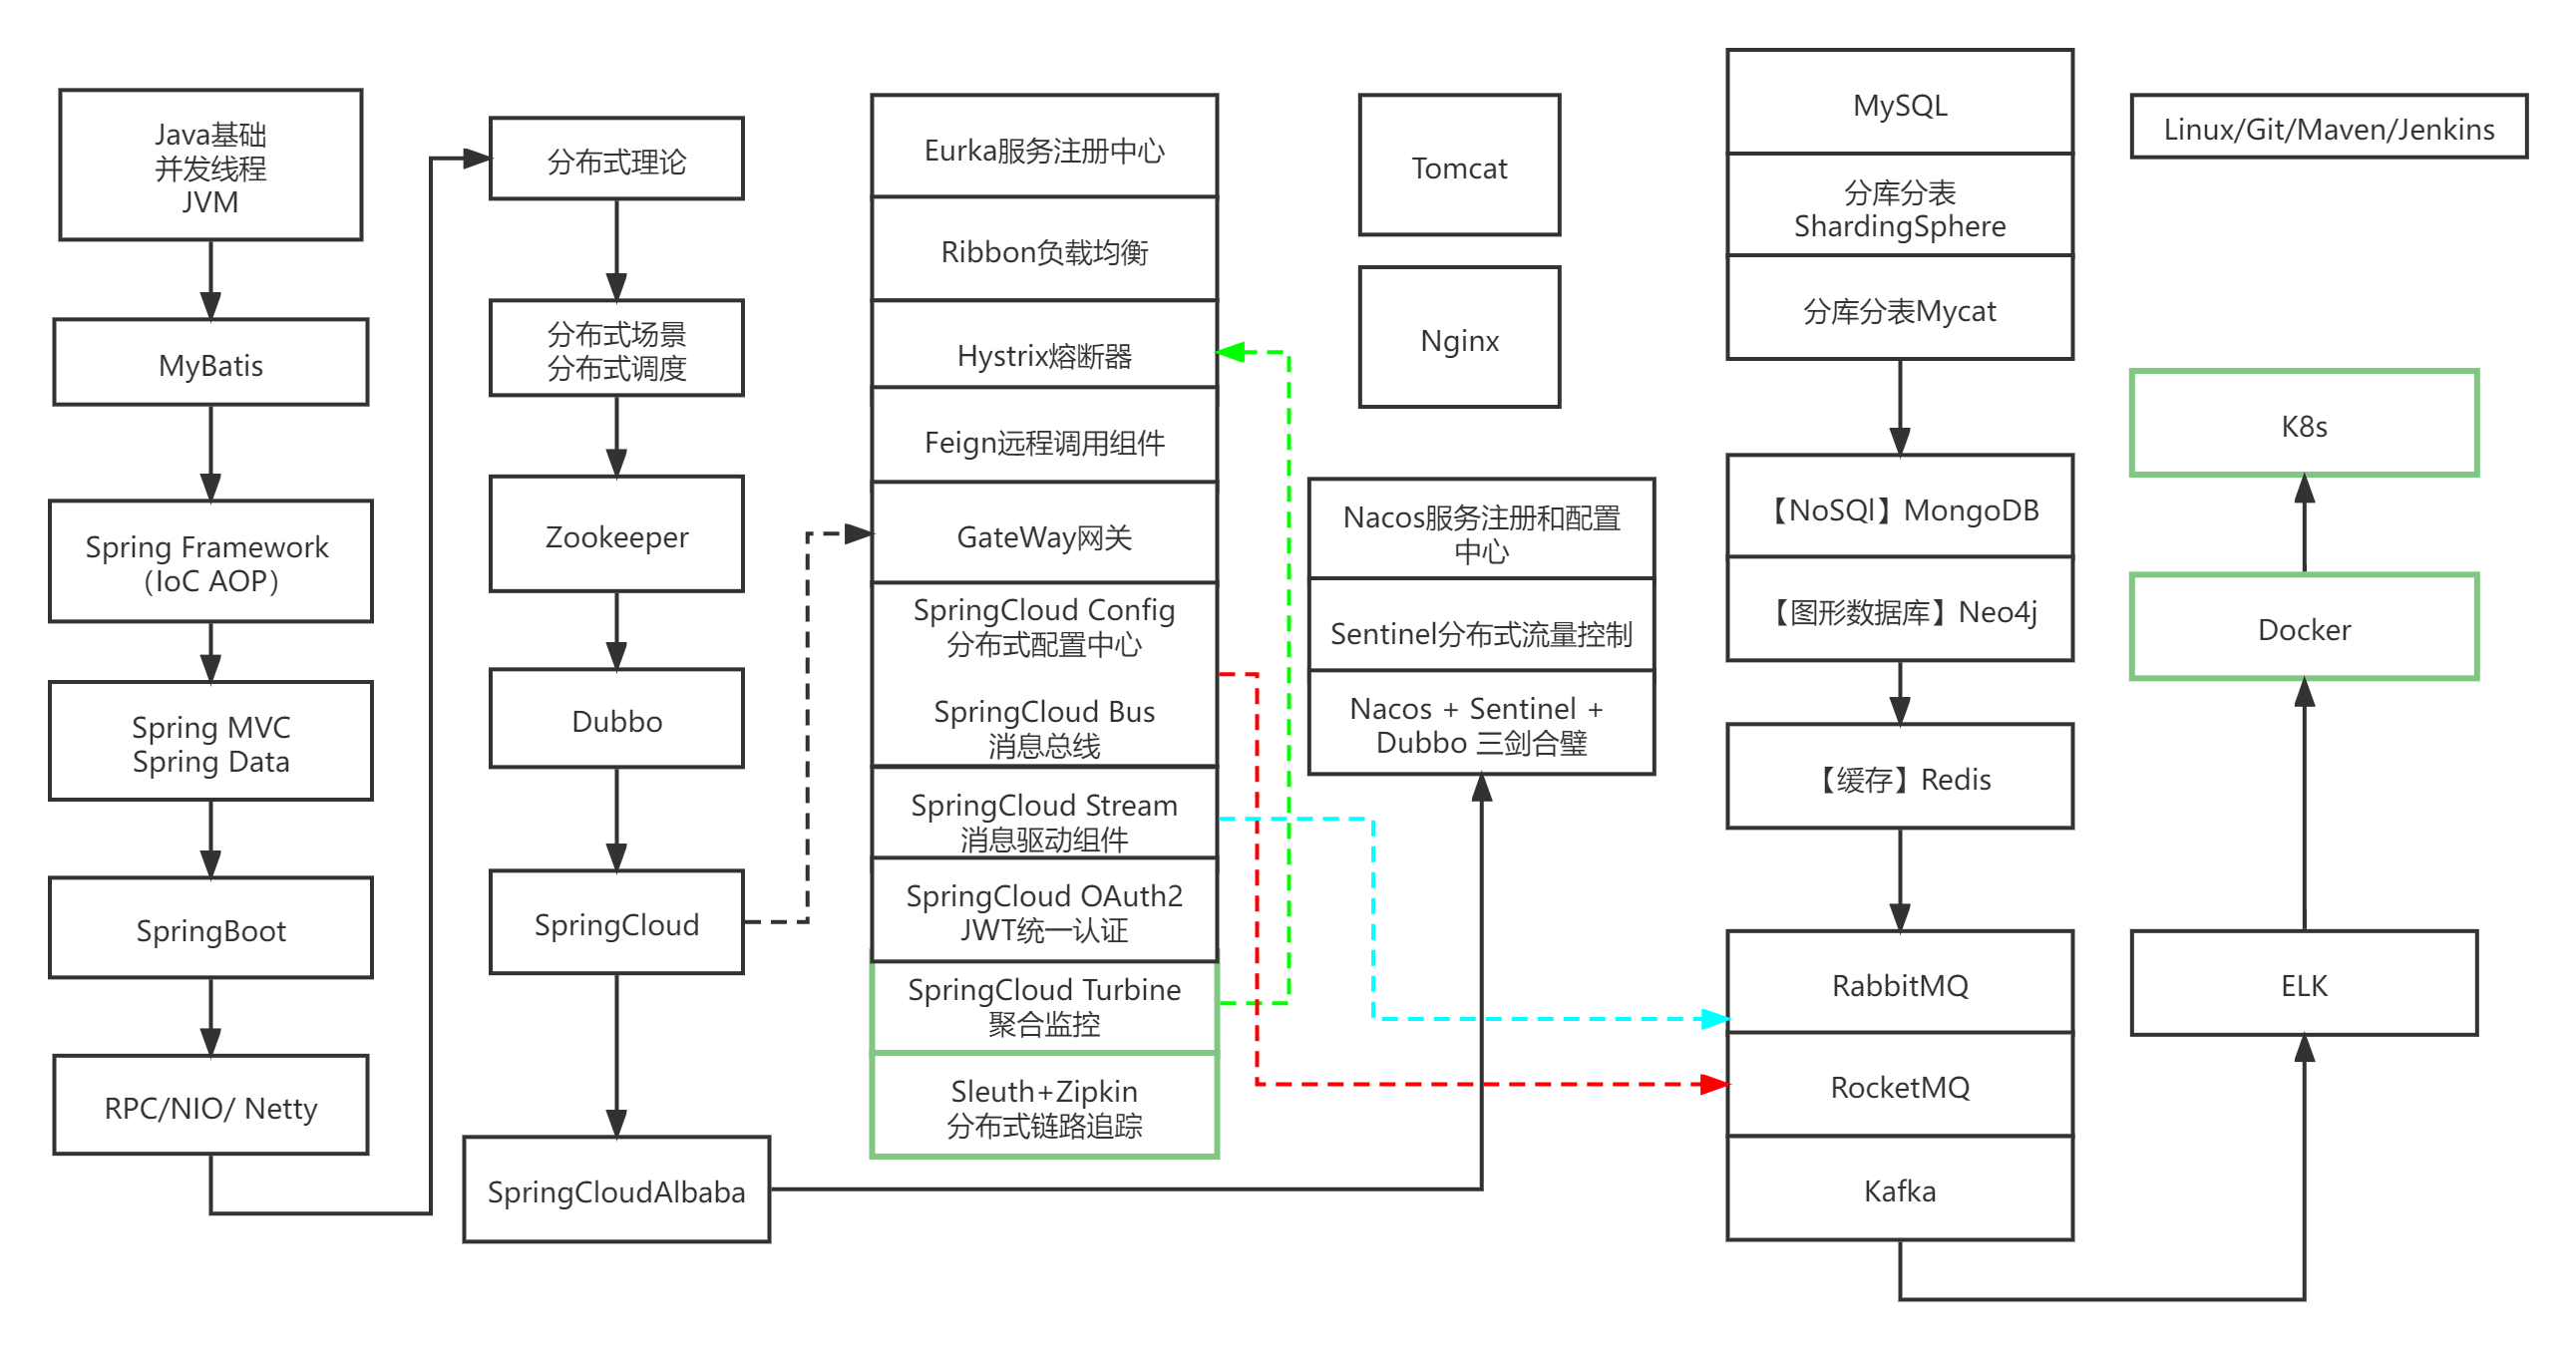 Java基础
并发线程
JVM
MyBatis
Spring Framework
（IoC AOP）
Spring MVC
Spring Data
SpringBoot
RPC/NIO/ Netty
分布式理论
分布式场景
分布式调度
Zookeeper
Dubbo
SpringCloud
SpringCloudAlbaba
Eurka服务注册中心
Ribbon负载均衡
Hystrix熔断器
Feign远程调用组件
GateWay网关
SpringCloud Config
分布式配置中心
SpringCloud Bus
消息总线
SpringCloud Stream
消息驱动组件
SpringCloud OAuth2
JWT统一认证
SpringCloud Turbine
聚合监控
Sleuth+Zipkin
分布式链路追踪
Tomcat
Nginx
Nacos服务注册和配置
中心
Sentinel分布式流量控制
Nacos + Sentinel +
Dubbo 三剑合璧
MySQL
分库分表
ShardingSphere
分库分表Mycat
【NoSQl】MongoDB
【图形数据库】Neo4j
【缓存】Redis
RabbitMQ
RocketMQ
Kafka
Linux/Git/Maven/Jenkins
K8s
Docker
ELK